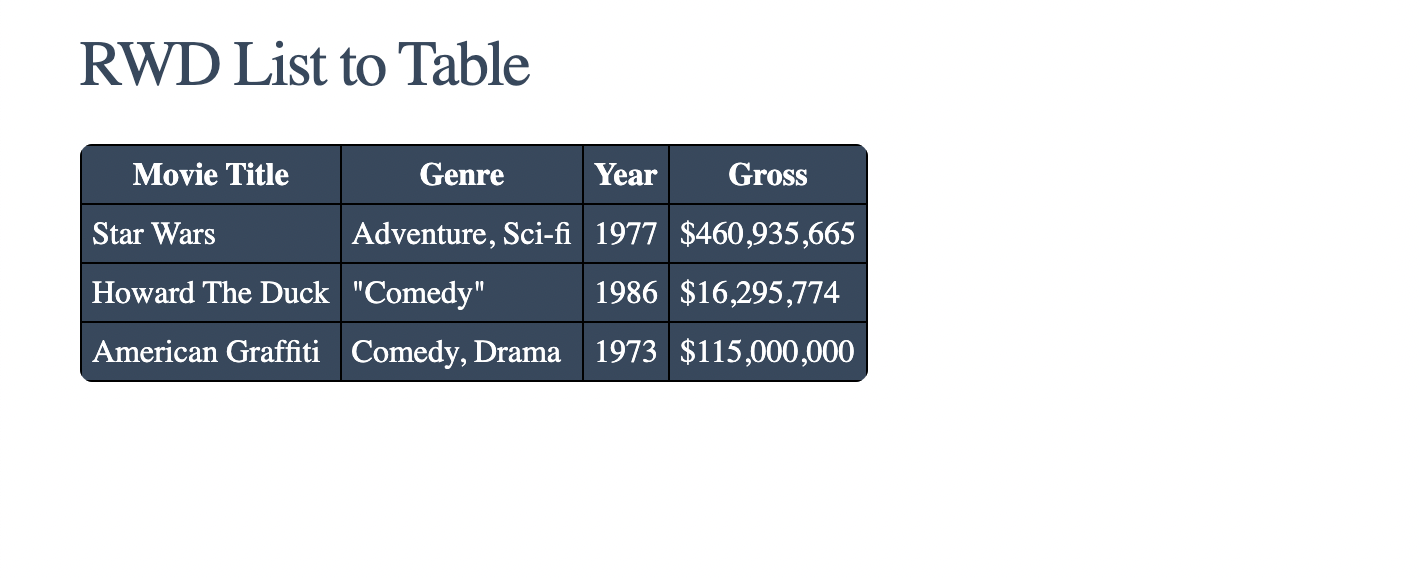 RWD List to Table
Movie Title Genre Year Gross
Star Wars Adventure, Sci-fi 1977 $460,935,665
Howard The Duck "Comedy" 1986 $16,295,774
American Graffiti Comedy, Drama 1973 $115,000,000